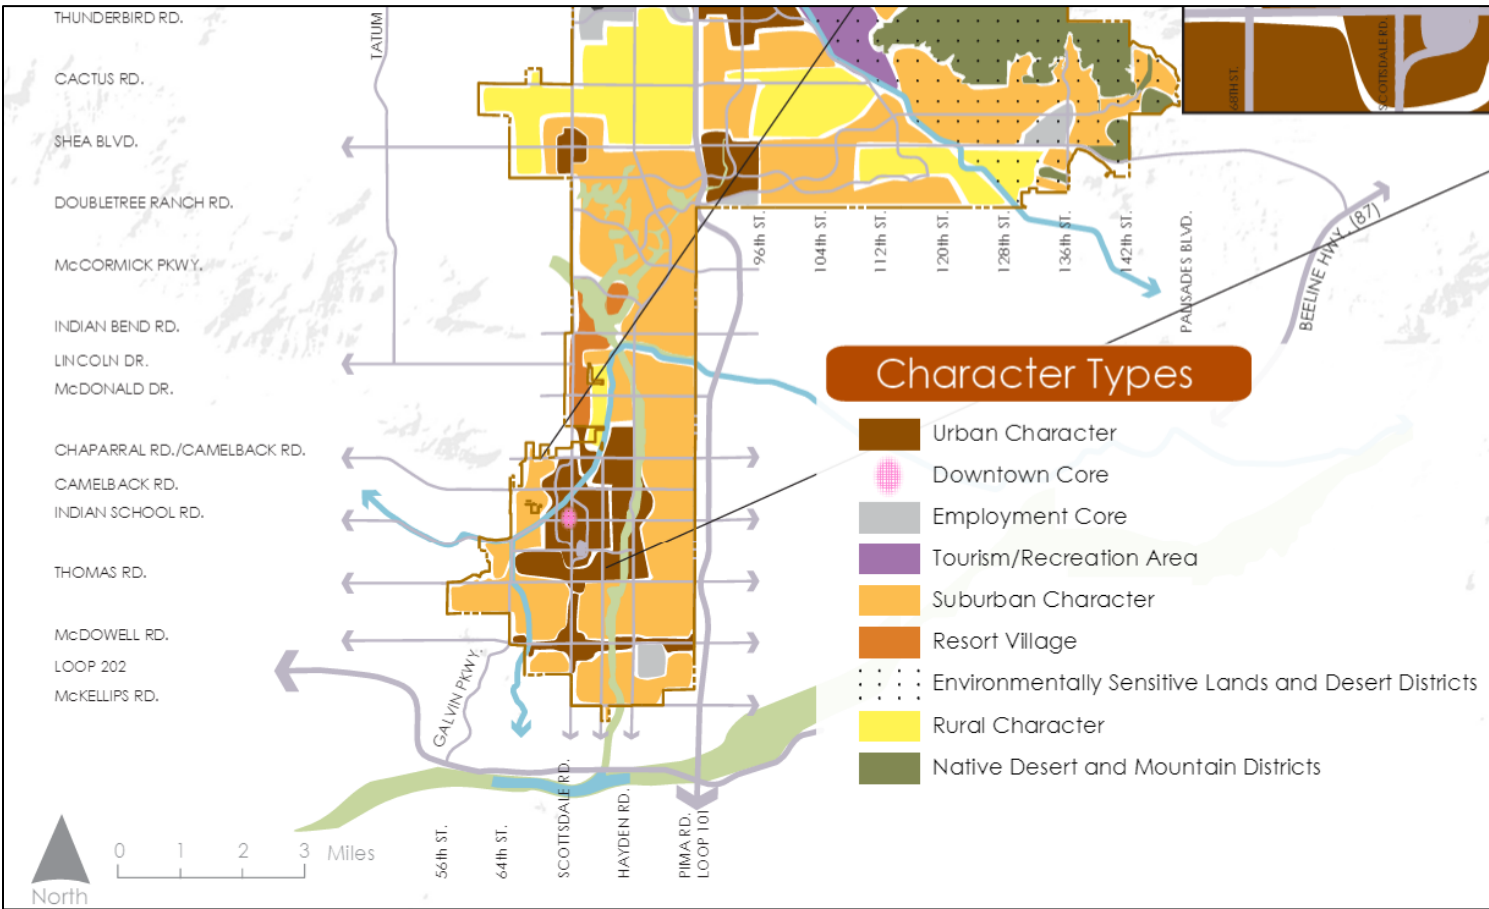 THUNDERBIRD RD.
CACTUS RD.
SHEA BLVD.
DOUBLETREE RANCH RD.
McCORMICK PKWY.
INDIAN BEND RD.
LINCOLN DR.
McDONALD DR.
CHAPARRAL RD./CAMELBACK RD.
CAMELBACK RD.
INDIAN SCHOOL RD.
THOMAS RD.
McDOWELL RD.
LOOP 202
McKELLIPS RD.
TATUM
68TH ST.
SCOTTSDALE RD.
96th ST.
104th ST.
112th ST.
120th ST.
128th ST.
136th ST.
142th ST.
PANSADES BLVD.
BEELINE HWY. (87)
Character Types
Urban Character
Downtown Core
Employment Core
Tourism/Recreation Area
Suburban Character
Resort Village
Environmentally Sensitive Lands and Desert Districts
Rural Character
Native Desert and Mountain Districts
GALVIN PKWY.
56th ST.
64th ST.
SCOTTSDALE RD.
HAYDEN RD.
PIMA RD.
LOOP 101
0 1 2 3 Miles
North